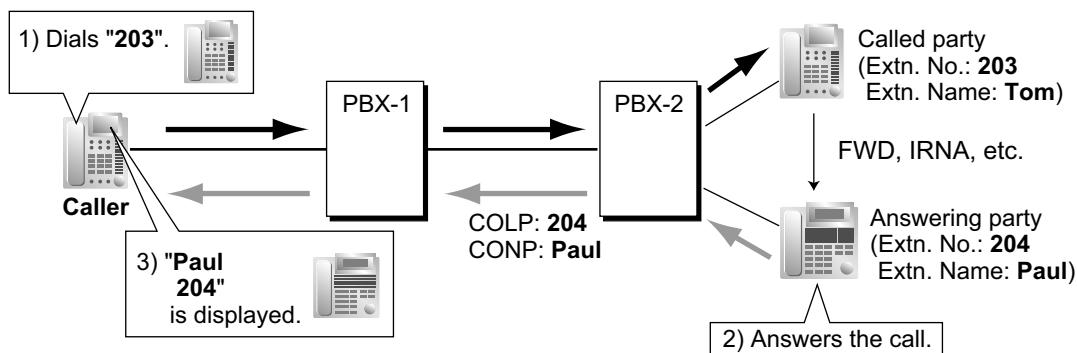 1) Dials "203".
Caller
PBX-1
PBX-2
Called party
(Extn. No.: 203
Extn. Name: Tom)
FWD, IRNA, etc.
COLP: 204
CONP: Paul
Answering party
(Extn. No.: 204
Extn. Name: Paul)
2) Answers the call.
3) "Paul
204"
is displayed.